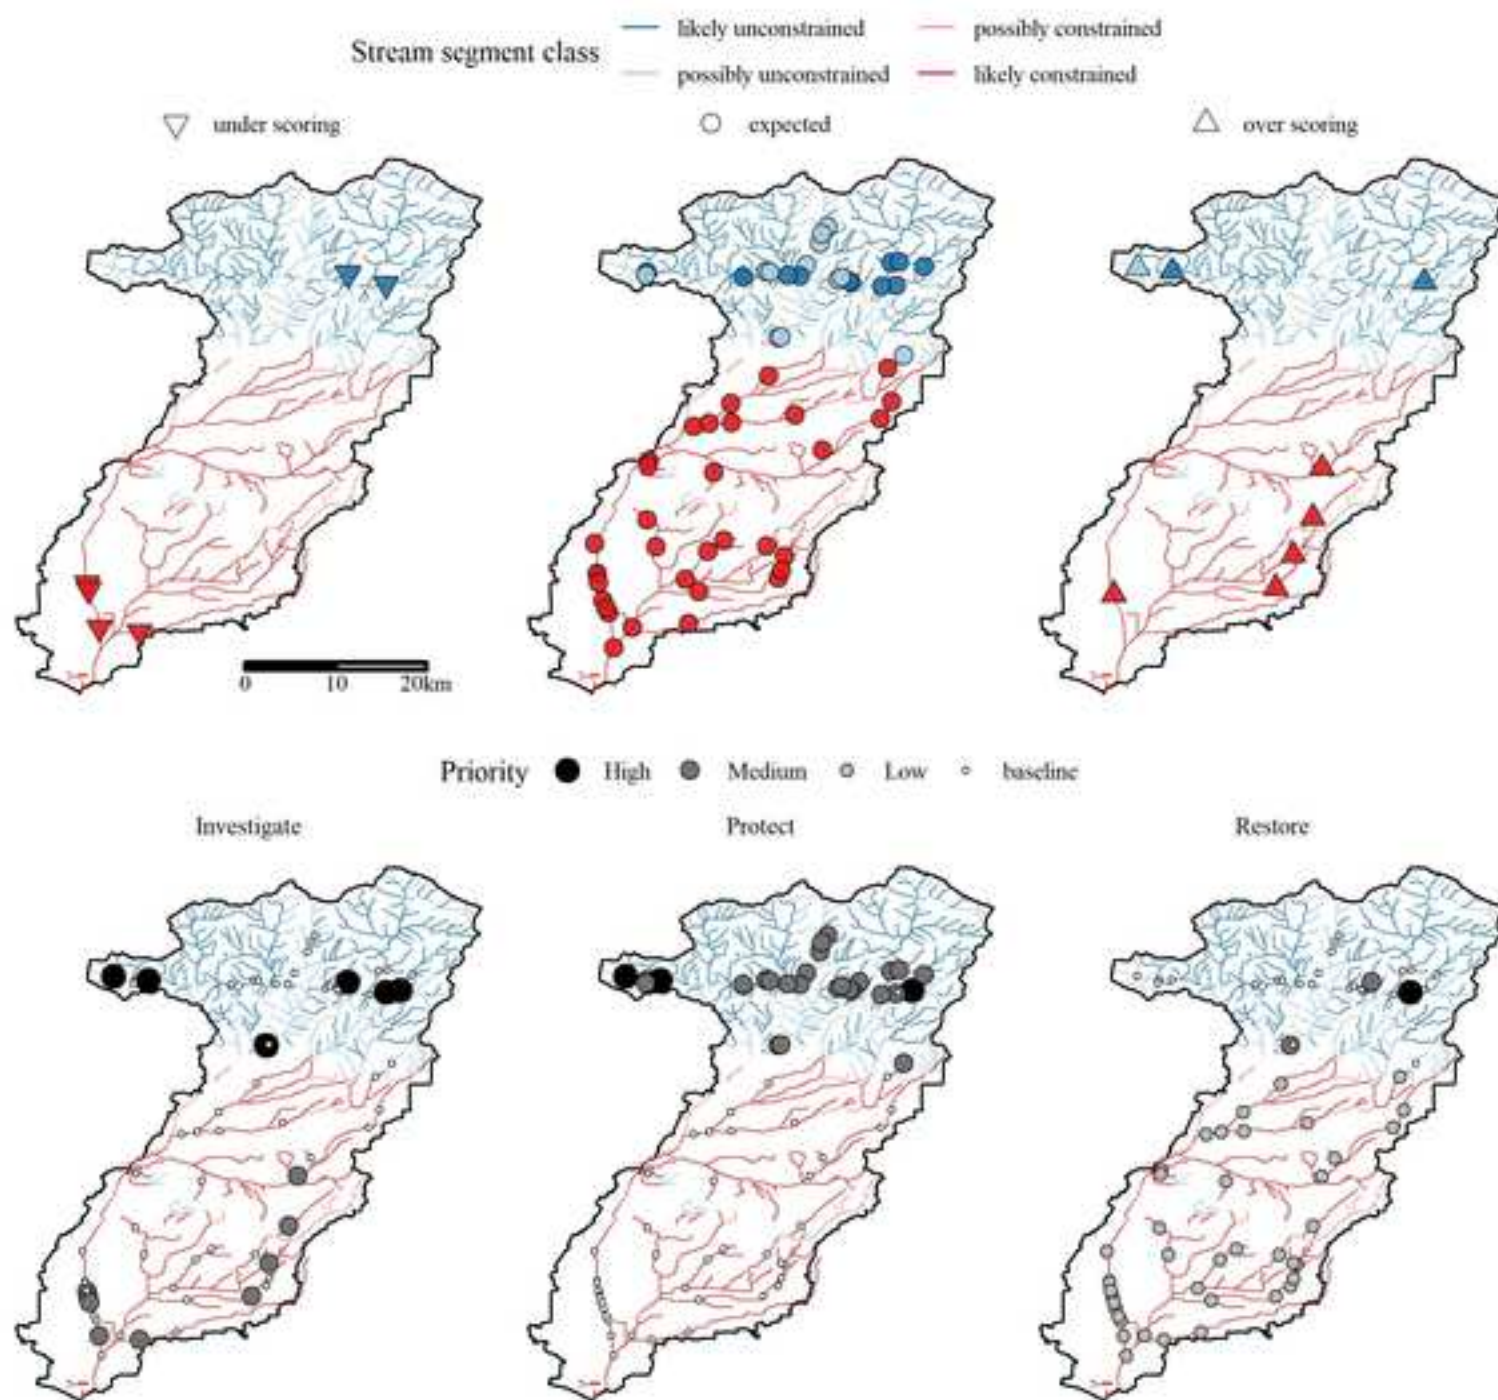 Stream segment class
likely unconstrained
possibly constrained
possibly unconstrained
likely constrained
under scoring
expected
over scoring
0 10 20km
Priority High Medium Low baseline
Investigate Protect Restore